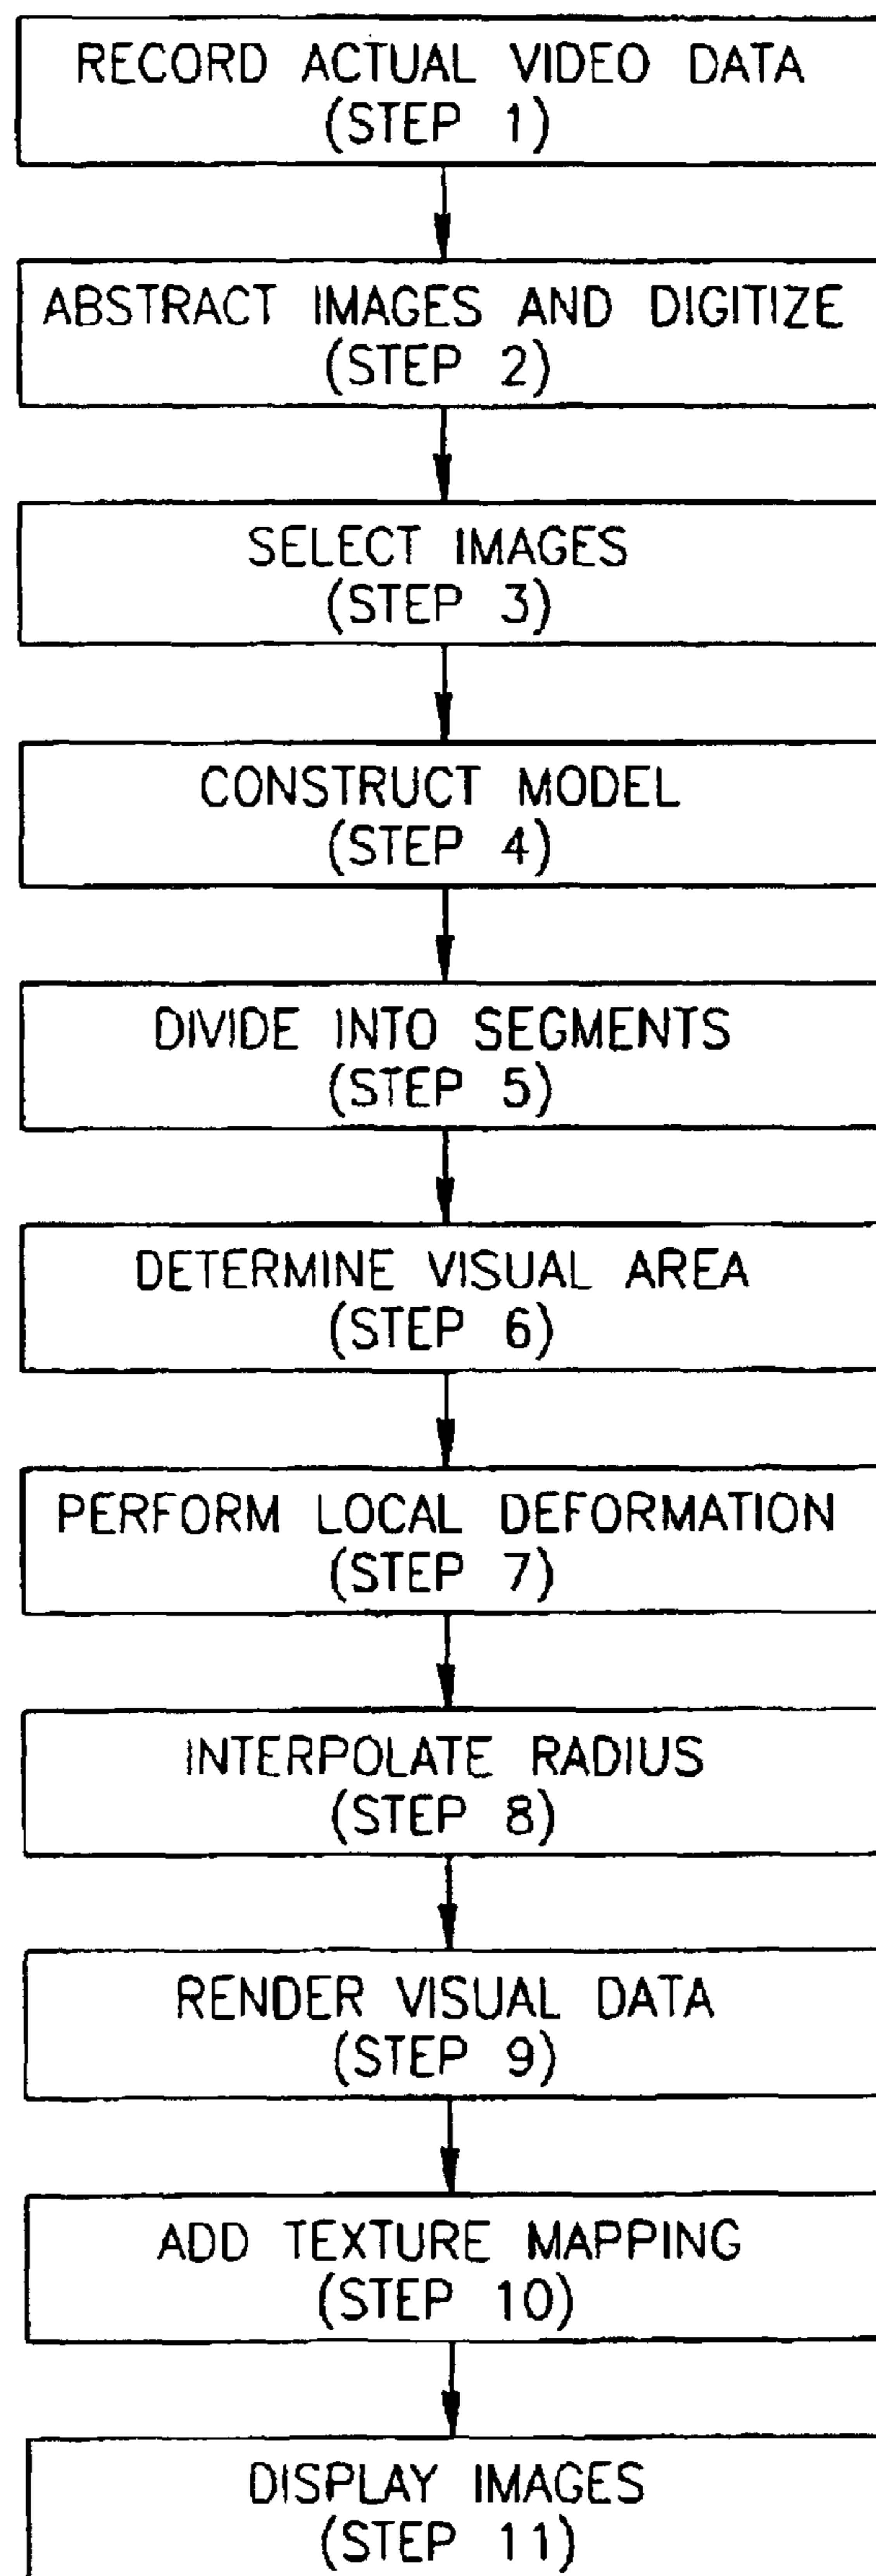 RECORD ACTUAL VIDEO DATA
(STEP 1)
ABSTRACT IMAGES AND DIGITIZE
(STEP 2)
SELECT IMAGES
(STEP 3)
CONSTRUCT MODEL
(STEP 4)
DIVIDE INTO SEGMENTS
(STEP 5)
DETERMINE VISUAL AREA
(STEP 6)
PERFORM LOCAL DEFORMATION
(STEP 7)
INTERPOLATE RADIUS
(STEP 8)
RENDER VISUAL DATA
(STEP 9)
ADD TEXTURE MAPPING
(STEP 10)
DISPLAY IMAGES
(STEP 11)